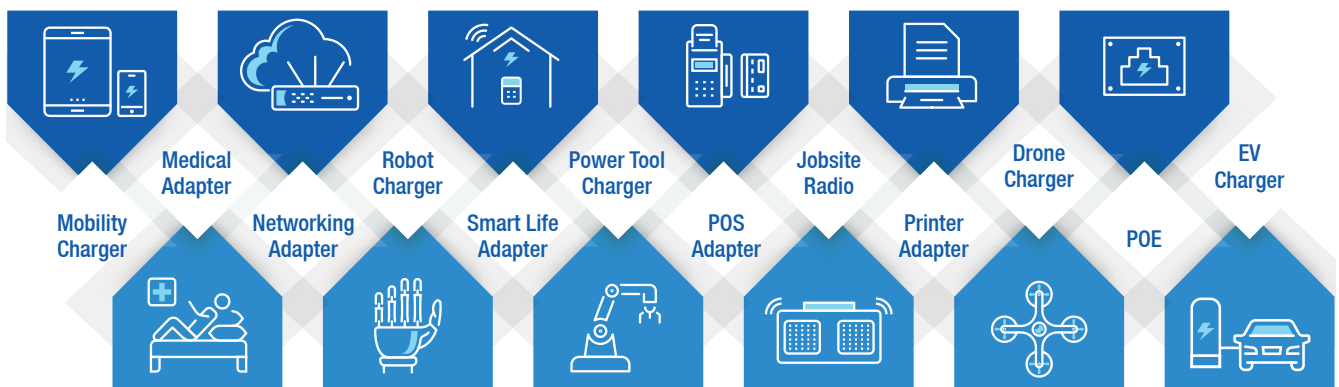 Mobility
Charger
Medical
Adapter
Networking
Adapter
Robot
Charger
Smart Life
Adapter
Power Tool
Charger
POS
Adapter
Jobsite
Radio
Printer
Adapter
Drone
Charger
POE
EV
Charger